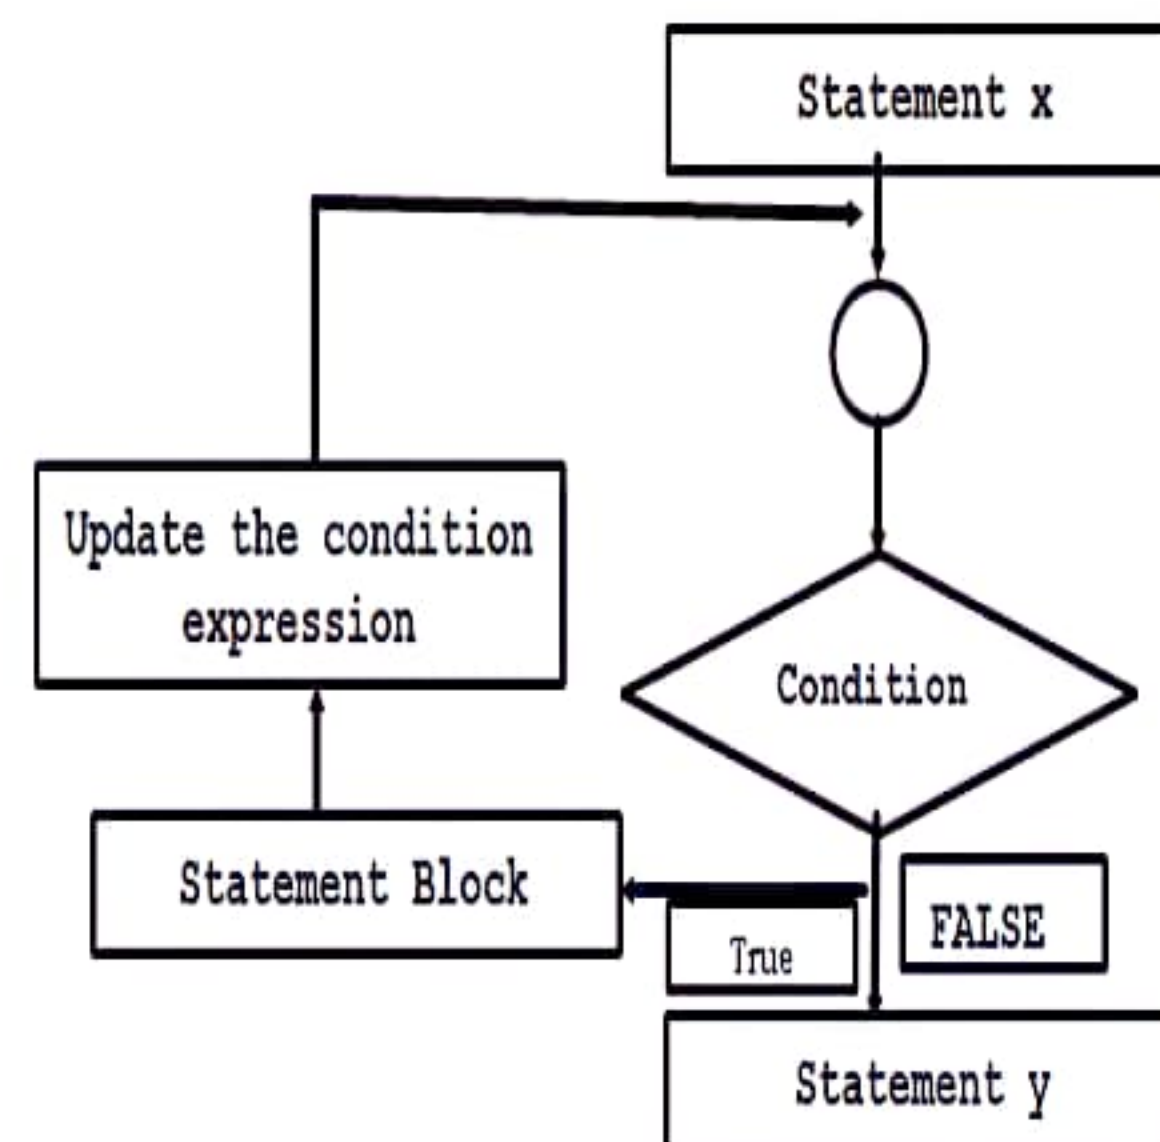 Statement x
Update the condition
expression
Condition
Statement Block
True
FALSE
Statement y